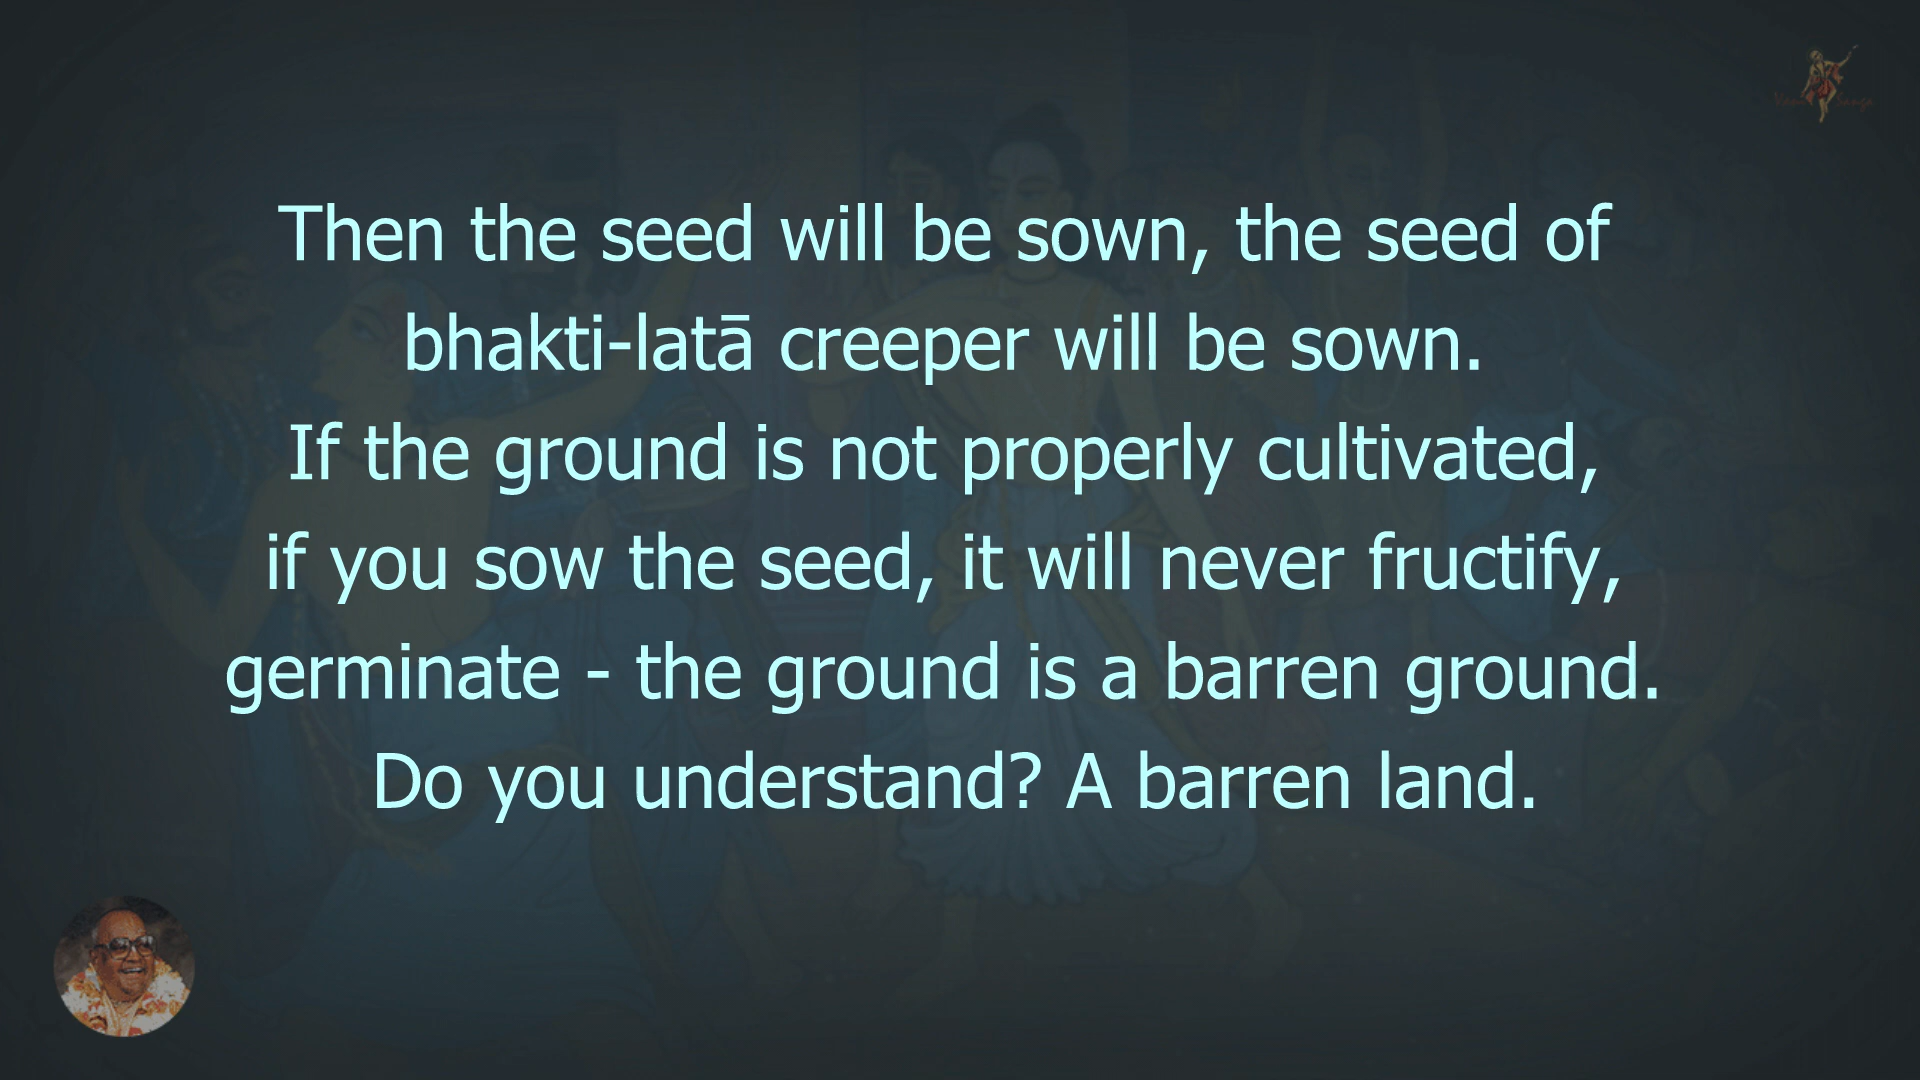 Then the seed will be sown, the seed of
bhakti-latā creeper will be sown.
If the ground is not properly cultivated,
if you sow the seed, it will never fructify,
germinate - the ground is a barren ground.
Do you understand? A barren land.